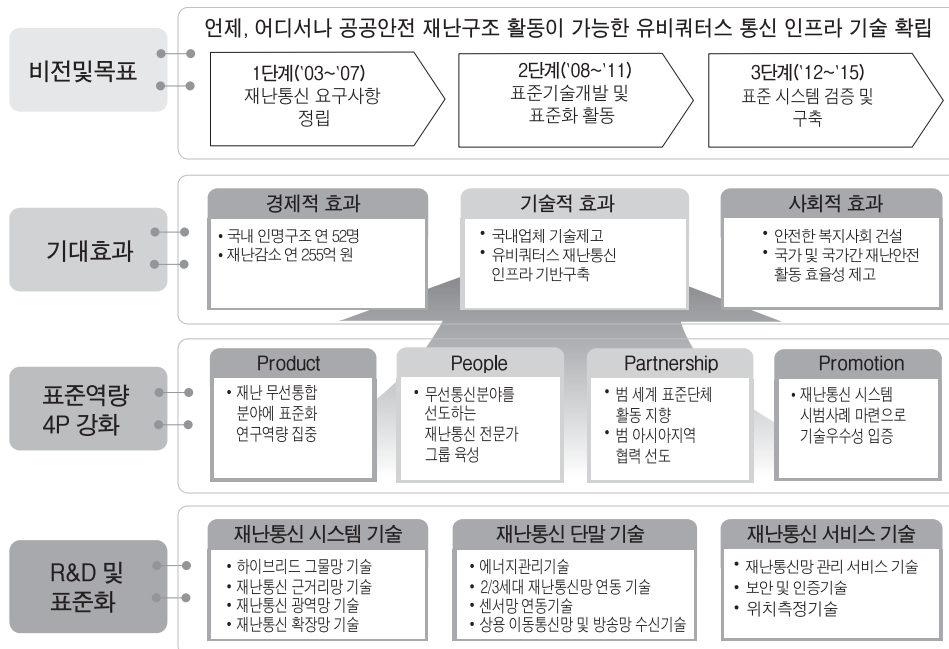 언제, 어디서나 공공안전 재난구조 활동이 가능한 유비쿼터스 통신 인프라 기술 확립
비전및목표
1단계('03~'07)
재난통신 요구사항
정립
2단계('08~'11)
표준기술개발 및
표준화 활동
3단계('12~'15)
표준 시스템 검증 및
구축
기대효과
경제적 효과
• 국내 인명구조 연 52명
• 재난감소 연 255억 원
기술적 효과
• 국내업체 기술제고
• 유비쿼터스 재난통신
인프라 기반구축
사회적 효과
• 안전한 복지사회 건설
• 국가 및 국가간 재난안전
활동 효율성 제고
표준역량
4P 강화
Product
• 재난 무선통합
분야에 표준화
연구역량 집중
People
• 무선통신분야를
선도하는
재난통신 전문가
그룹 육성
Partnership
• 범 세계 표준단체
활동 지향
• 범 아시아지역
협력 선도
Promotion
• 재난통신 시스템
시범사례 마련으로
기술우수성 입증
R&D 및
표준화
재난통신 시스템 기술
• 하이브리드 그물망 기술
• 재난통신 근거리망 기술
• 재난통신 광역망 기술
• 재난통신 확장망 기술
재난통신 단말 기술
• 에너지관리기술
• 2/3세대 재난통신망 연동 기술
• 센서망 연동기술
• 상용 이동통신망 및 방송망 수신기술
재난통신 서비스 기술
• 재난통신망 관리 서비스 기술
• 보안 및 인증기술
• 위치측정기술